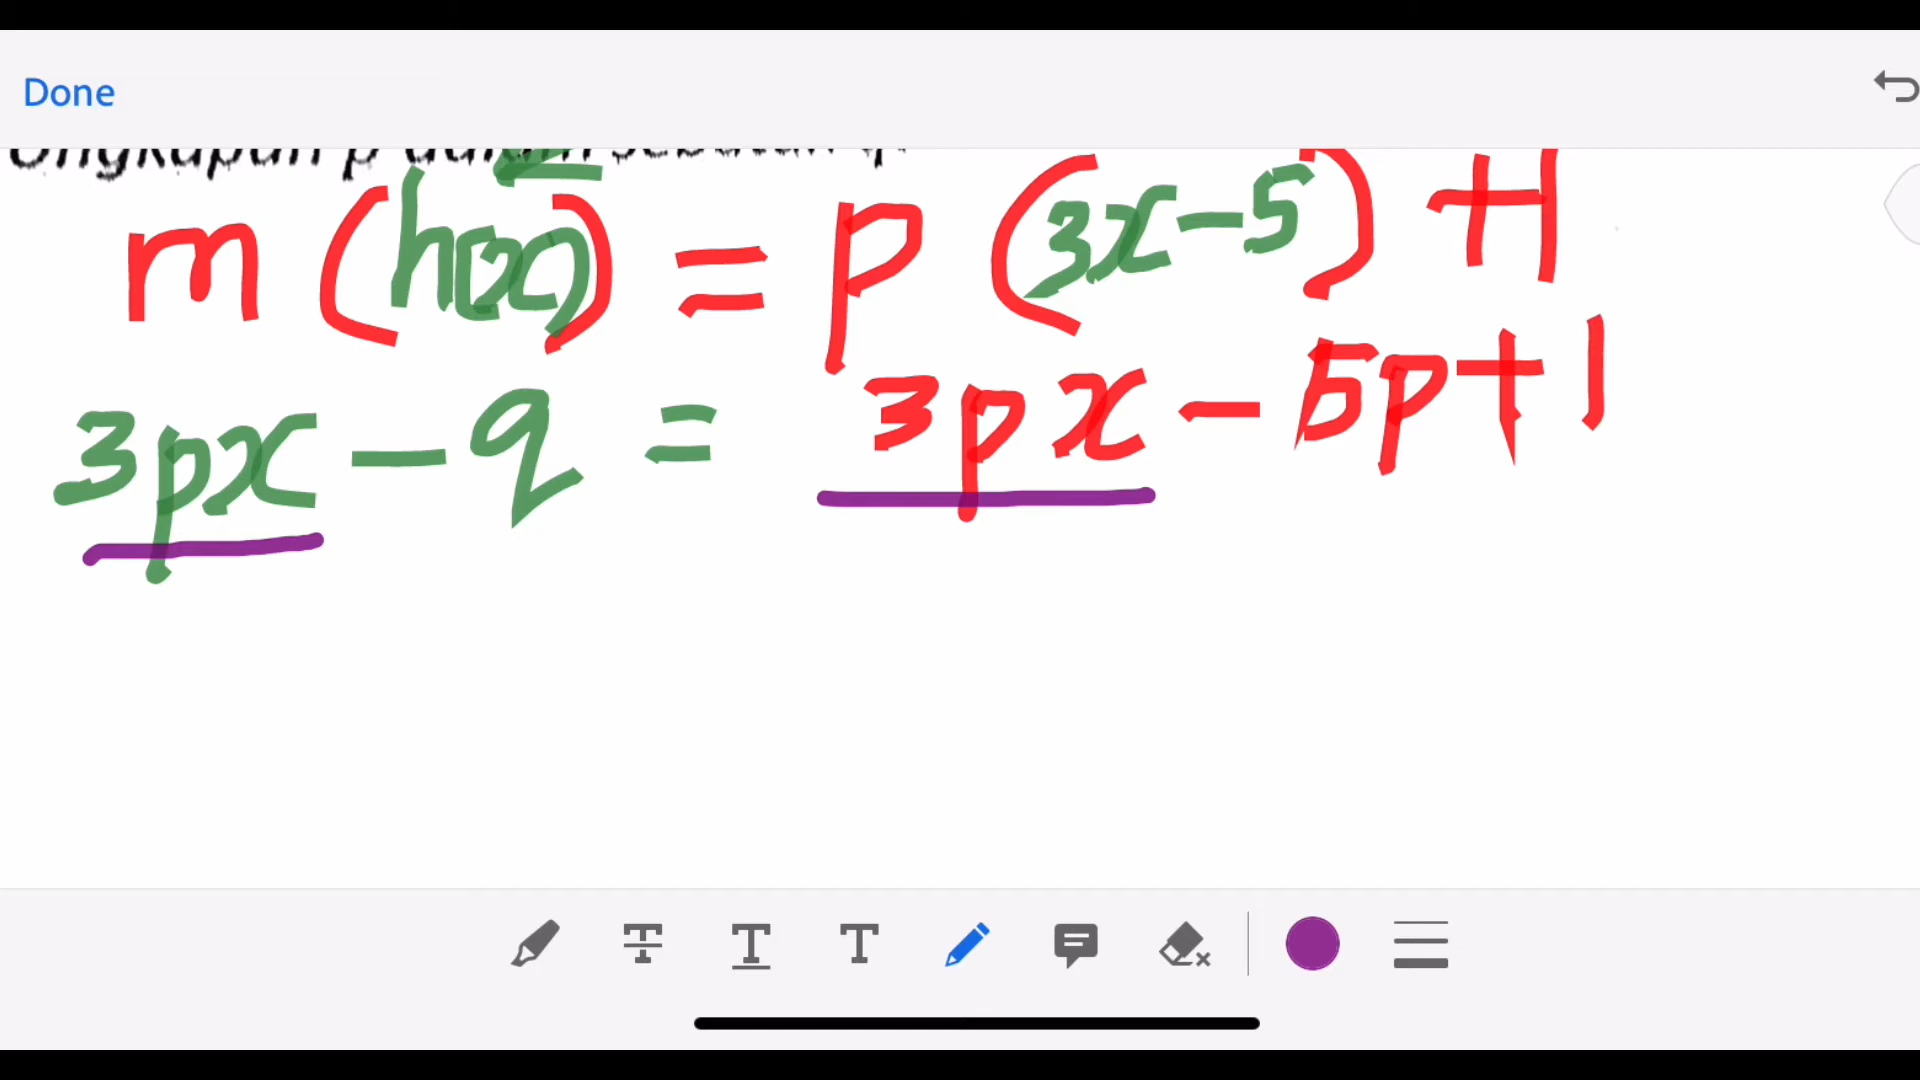 Done
m(h(x)) = p(3x-5)+1
3px - q = 3px - 5p+1